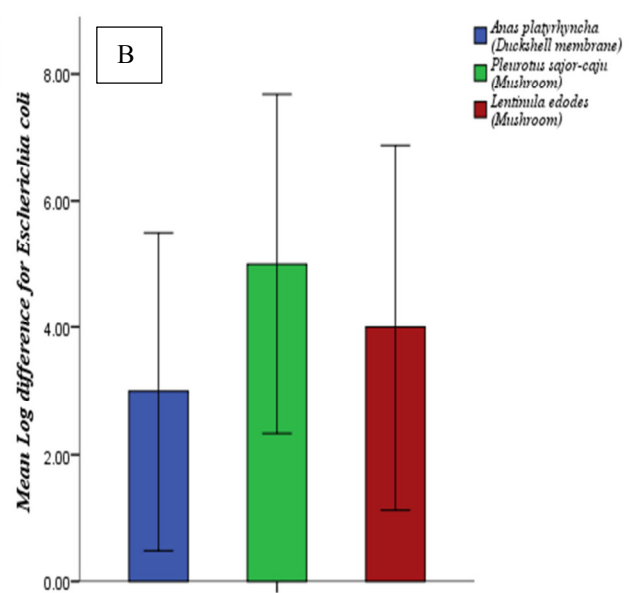 B
Anas platyrhyncha
(Duckshell membrane)
Pleurotus sajor-caju
(Mushroom)
Lentinula edodes
(Mushroom)
Mean Log difference for Escherichia coli
8.00
6.00
4.00
2.00
0.00